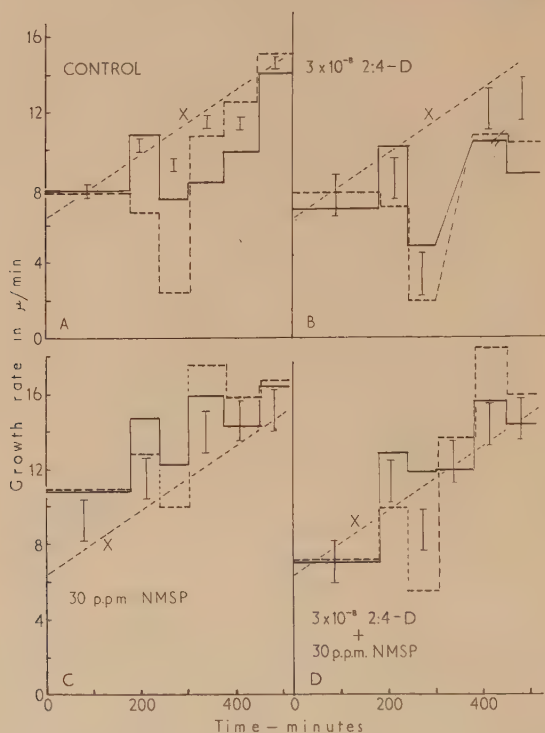 16
12
8
4
0
CONTROL
X
A
3 x 10⁻⁸ 2:4-D
X
B
Growth rate in μ/min
16
12
8
4
0
X
30 p.p.m NMSP
C
X
3 x 10⁻⁸ 2:4-D
+
30 p.p.m. NMSP
D
0 200 400 0 200 400
Time – minutes